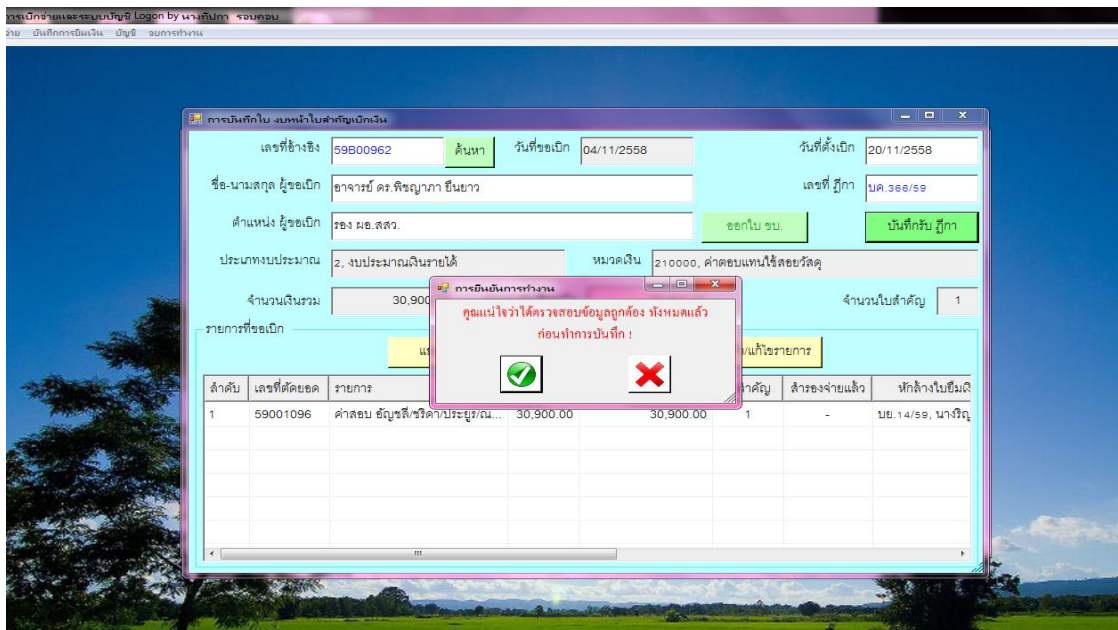 การเบิกจ่ายและระบบบัญชี Logon by นางทีปกา รอบคอบ
จ่าย บันทึกการยืมเงิน บัญชี จบการทำงาน
การบันทึกใบ งบหน้าใบสำคัญเบิกเงิน
เลขที่อ้างอิง 59B00962 ค้นหา วันที่ขอเบิก 04/11/2558 วันที่ตั้งเบิก 20/11/2558
ชื่อ-นามสกุล ผู้ขอเบิก อาจารย์ ดร.พิชญาภา ยืนยาว เลขที่ ฎีกา บค.366/59
ตำแหน่ง ผู้ขอเบิก รอง ผอ.สสว. ออกใบ ขบ. บันทึกรับ ฎีกา
ประเภทงบประมาณ 2, งบประมาณเงินรายได้ หมวดเงิน 210000, ค่าตอบแทนใช้สอยวัสดุ
จำนวนเงินรวม 30,900 จำนวนใบสำคัญ 1
การยืนยันการทำงาน
คุณแน่ใจว่าได้ตรวจสอบข้อมูลถูกต้อง ทั้งหมดแล้ว
ก่อนทำการบันทึก !
รายการที่ขอเบิก
/แก้ไขรายการ
ลำดับ เลขที่ตัดยอด รายการ สำคัญ สำรองจ่ายแล้ว หักล้างใบยืมเงิ
1 59001096 ค่าสอบ อัญชลี/ชริดา/ประยูร/ณ... 30,900.00 30,900.00 1 - บย.14/59, นางริญ